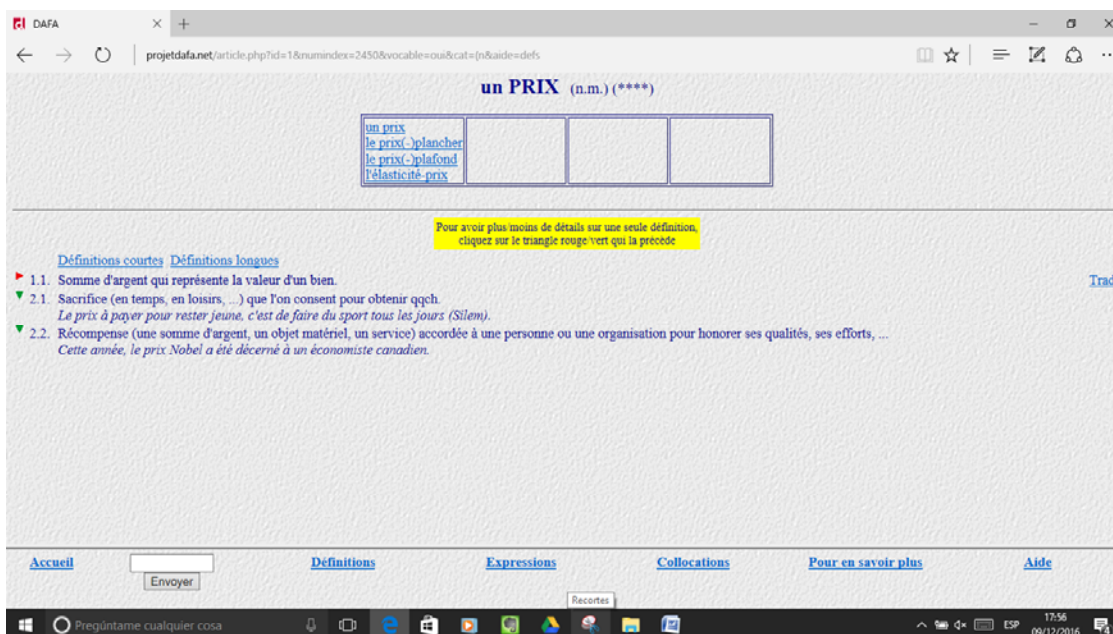 DAFA
projetdafa.net/article.php?id=1&numindex=2450&vocable=oui&cat=(n&aide=defs
un PRIX (n.m.) (****)
un prix
le prix(-)plancher
le prix(-)plafond
l'élasticité-prix
Pour avoir plus/moins de détails sur une seule définition,
cliquez sur le triangle rouge/vert qui la précède
Définitions courtes Définitions longues
1.1. Somme d'argent qui représente la valeur d'un bien.
Trad
2.1. Sacrifice (en temps, en loisirs, ...) que l'on consent pour obtenir qqch.
Le prix à payer pour rester jeune, c'est de faire du sport tous les jours (Silem).
2.2. Récompense (une somme d'argent, un objet matériel, un service) accordée à une personne ou une organisation pour honorer ses qualités, ses efforts, ...
Cette année, le prix Nobel a été décerné à un économiste canadien.
Accueil Définitions Expressions Collocations Pour en savoir plus Aide
Envoyer
Recortes
Pregúntame cualquier cosa
ESP
17:56
09/12/2016